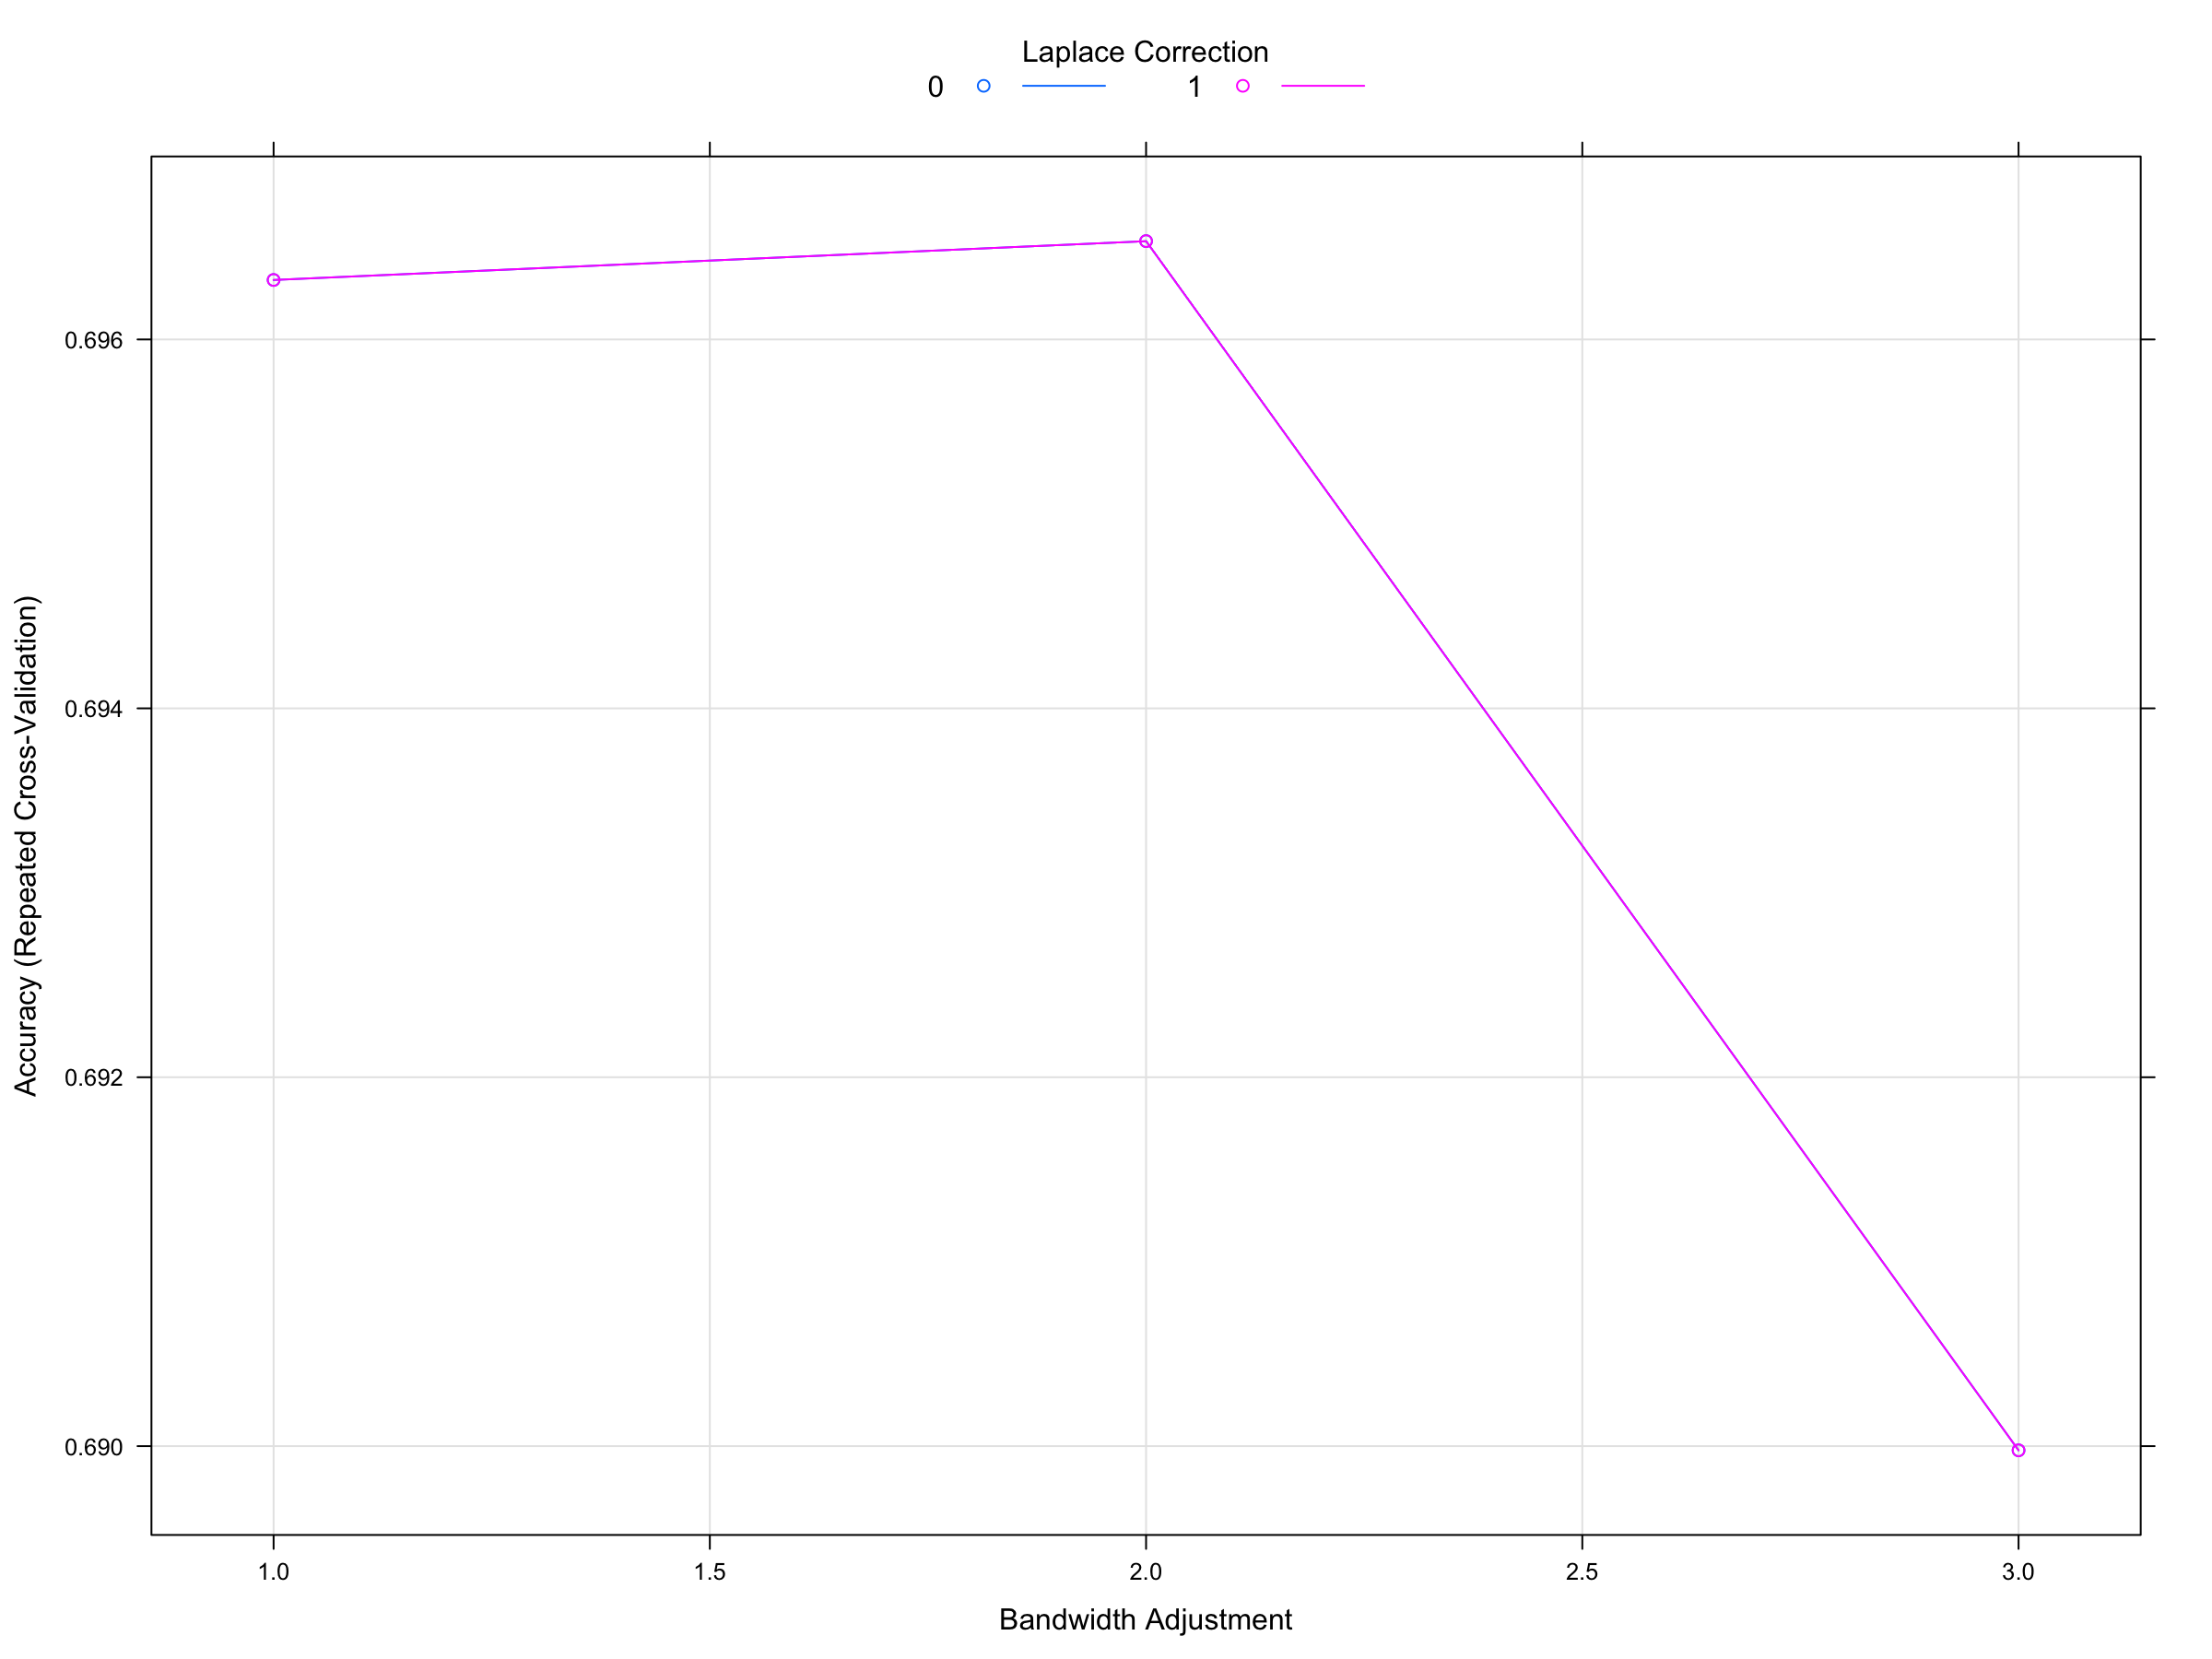 Laplace Correction
0 1
0.696
0.694
0.692
0.690
Accuracy (Repeated Cross-Validation)
1.0 1.5 2.0 2.5 3.0
Bandwidth Adjustment